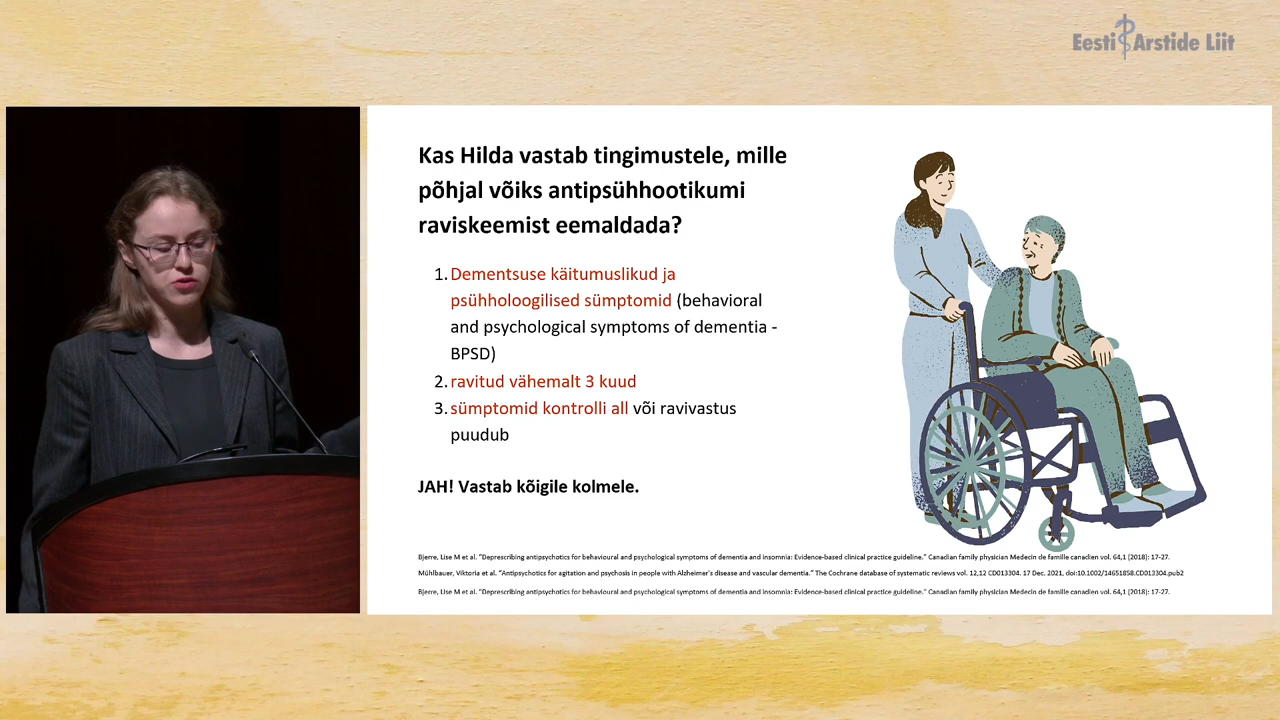 Eesti Arstide Liit
Kas Hilda vastab tingimustele, mille
põhjal võiks antipsühhootikumi
raviskeemist eemaldada?
1. Dementsuse käitumuslikud ja
psühholoogilised sümptomid (behavioral
and psychological symptoms of dementia -
BPSD)
2. ravitud vähemalt 3 kuud
3. sümptomid kontrolli all või ravivastus
puudub
JAH! Vastab kõigile kolmele.
Bjerre, Lise M et al. "Deprescribing antipsychotics for behavioural and psychological symptoms of dementia and insomnia: Evidence-based clinical practice guideline." Canadian family physician Medecin de famille canadien vol. 64,1 (2018): 17-27.
Mühlbauer, Viktoria et al. "Antipsychotics for agitation and psychosis in people with Alzheimer's disease and vascular dementia." The Cochrane database of systematic reviews vol. 12,12 CD013304. 17 Dec. 2021, doi:10.1002/14651858.CD013304.pub2
Bjerre, Lise M et al. "Deprescribing antipsychotics for behavioural and psychological symptoms of dementia and insomnia: Evidence-based clinical practice guideline." Canadian family physician Medecin de famille canadien vol. 64,1 (2018): 17-27.